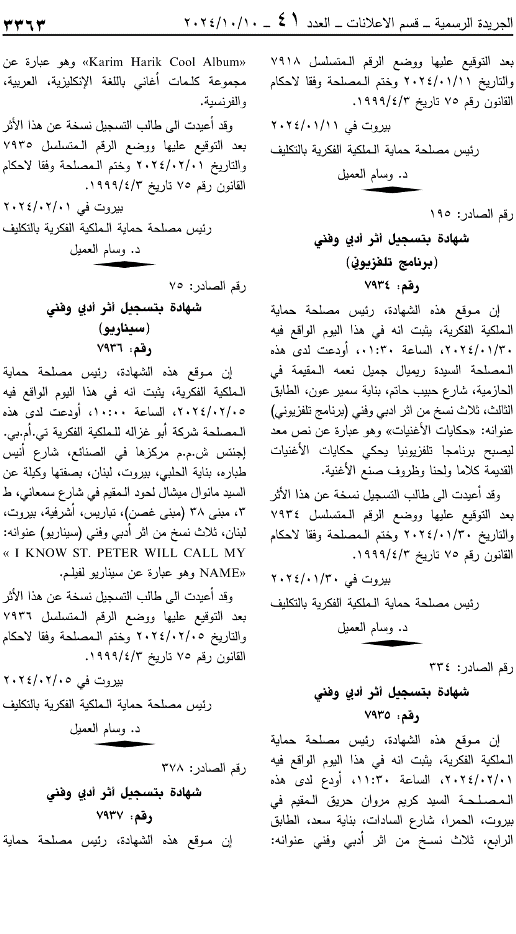 الجريدة الرسمية ــ قسم الاعلانات ــ العدد ٤١ ــ ٢٠٢٤/١٠/١٠
٣٣٦٣
بعد التوقيع عليها ووضع الرقم المتسلسل ٧٩١٨
والتاريخ ٢٠٢٤/٠١/١١ وختم المصلحة وفقا لاحكام
القانون رقم ٧٥ تاريخ ١٩٩٩/٤/٣.
بيروت في ٢٠٢٤/٠١/١١
رئيس مصلحة حماية الملكية الفكرية بالتكليف
د. وسام العميل
رقم الصادر: ١٩٥
شهادة بتسجيل أثر أدبي وفني
(برنامج تلفزيوني)
رقم: ٧٩٣٤
إن موقع هذه الشهادة، رئيس مصلحة حماية
الملكية الفكرية، يثبت انه في هذا اليوم الواقع فيه
٢٠٢٤/٠١/٣٠، الساعة ٠١:٣٠، أودعت لدى هذه
المصلحة السيدة ريميال جميل نعمه المقيمة في
الحازمية، شارع حبيب حاتم، بناية سمير عون، الطابق
الثالث، ثلاث نسخ من اثر ادبي وفني (برنامج تلفزيوني)
عنوانه: «حكايات الأغنيات» وهو عبارة عن نص معد
ليصبح برنامجا تلفزيونيا يحكي حكايات الأغنيات
القديمة كلاما ولحنا وظروف صنع الأغنية.
وقد أعيدت الى طالب التسجيل نسخة عن هذا الأثر
بعد التوقيع عليها ووضع الرقم المتسلسل ٧٩٣٤
والتاريخ ٢٠٢٤/٠١/٣٠ وختم المصلحة وفقا لاحكام
القانون رقم ٧٥ تاريخ ١٩٩٩/٤/٣.
بيروت في ٢٠٢٤/٠١/٣٠
رئيس مصلحة حماية الملكية الفكرية بالتكليف
د. وسام العميل
رقم الصادر: ٣٣٤
شهادة بتسجيل أثر أدبي وفني
رقم: ٧٩٣٥
إن موقع هذه الشهادة، رئيس مصلحة حماية
الملكية الفكرية، يثبت انه في هذا اليوم الواقع فيه
٢٠٢٤/٠٢/٠١، الساعة ١١:٣٠، أودع لدى هذه
المصلحة السيد كريم مروان حريق المقيم في
بيروت، الحمرا، شارع السادات، بناية سعد، الطابق
الرابع، ثلاث نسخ من اثر أدبي وفني عنوانه:
«Karim Harik Cool Album» وهو عبارة عن
مجموعة كلمات أغاني باللغة الإنكليزية، العربية،
والفرنسية.
وقد أعيدت الى طالب التسجيل نسخة عن هذا الأثر
بعد التوقيع عليها ووضع الرقم المتسلسل ٧٩٣٥
والتاريخ ٢٠٢٤/٠٢/٠١ وختم المصلحة وفقا لاحكام
القانون رقم ٧٥ تاريخ ١٩٩٩/٤/٣.
بيروت في ٢٠٢٤/٠٢/٠١
رئيس مصلحة حماية الملكية الفكرية بالتكليف
د. وسام العميل
رقم الصادر: ٧٥
شهادة بتسجيل أثر أدبي وفني
(سيناريو)
رقم: ٧٩٣٦
إن موقع هذه الشهادة، رئيس مصلحة حماية
الملكية الفكرية، يثبت انه في هذا اليوم الواقع فيه
٢٠٢٤/٠٢/٠٥، الساعة ١٠:٠٠، أودعت لدى هذه
المصلحة شركة أبو غزاله للملكية الفكرية تي.أم.بي.
إجنتس ش.م.م مركزها في الصنائع، شارع أنيس
طباره، بناية الحلبي، بيروت، لبنان، بصفتها وكيلة عن
السيد مانوال ميشال لحود المقيم في شارع سمعاني، ط
٣، مبنى ٣٨ (مبنى غصن)، تباريس، أشرفية، بيروت،
لبنان، ثلاث نسخ من اثر أدبي وفني (سيناريو) عنوانه:
« I KNOW ST. PETER WILL CALL MY
NAME» وهو عبارة عن سيناريو لفيلم.
وقد أعيدت الى طالب التسجيل نسخة عن هذا الأثر
بعد التوقيع عليها ووضع الرقم المتسلسل ٧٩٣٦
والتاريخ ٢٠٢٤/٠٢/٠٥ وختم المصلحة وفقا لاحكام
القانون رقم ٧٥ تاريخ ١٩٩٩/٤/٣.
بيروت في ٢٠٢٤/٠٢/٠٥
رئيس مصلحة حماية الملكية الفكرية بالتكليف
د. وسام العميل
رقم الصادر: ٣٧٨
شهادة بتسجيل أثر أدبي وفني
رقم: ٧٩٣٧
إن موقع هذه الشهادة، رئيس مصلحة حماية